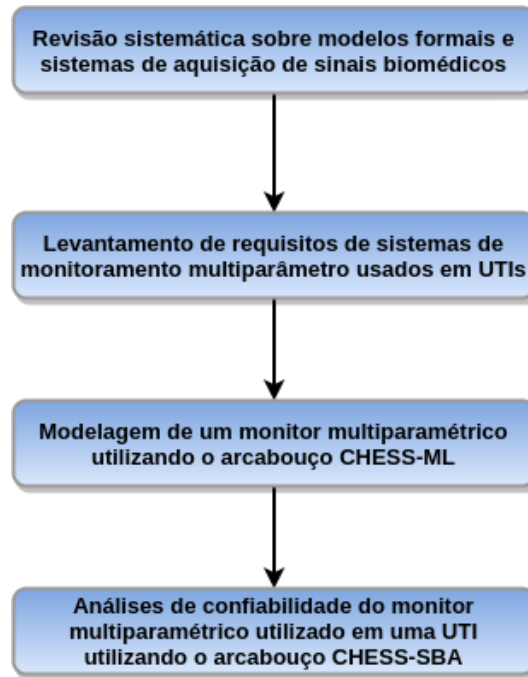 Revisão sistemática sobre modelos formais e
sistemas de aquisição de sinais biomédicos
Levantamento de requisitos de sistemas de
monitoramento multiparâmetro usados em UTIs
Modelagem de um monitor multiparamétrico
utilizando o arcabouço CHESS-ML
Análises de confiabilidade do monitor
multiparamétrico utilizado em uma UTI
utilizando o arcabouço CHESS-SBA